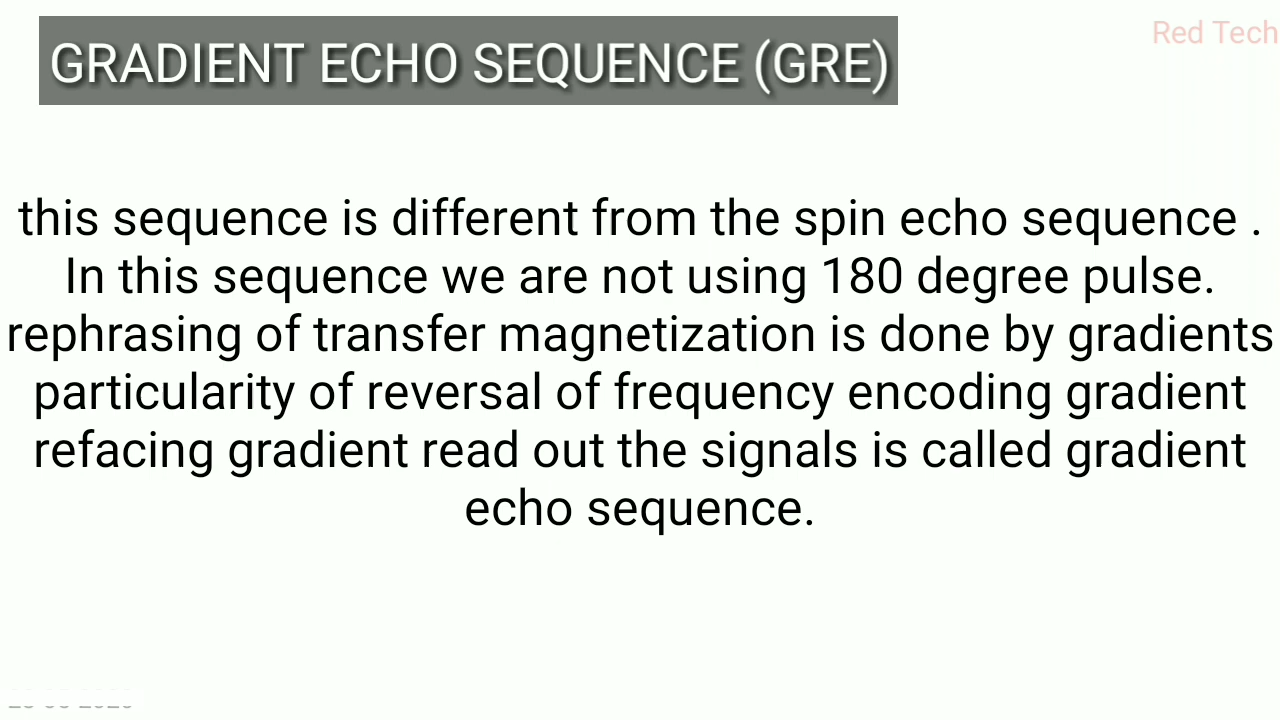 GRADIENT ECHO SEQUENCE (GRE)
Red Tech
this sequence is different from the spin echo sequence .
In this sequence we are not using 180 degree pulse.
rephrasing of transfer magnetization is done by gradients
particularity of reversal of frequency encoding gradient
refacing gradient read out the signals is called gradient
echo sequence.